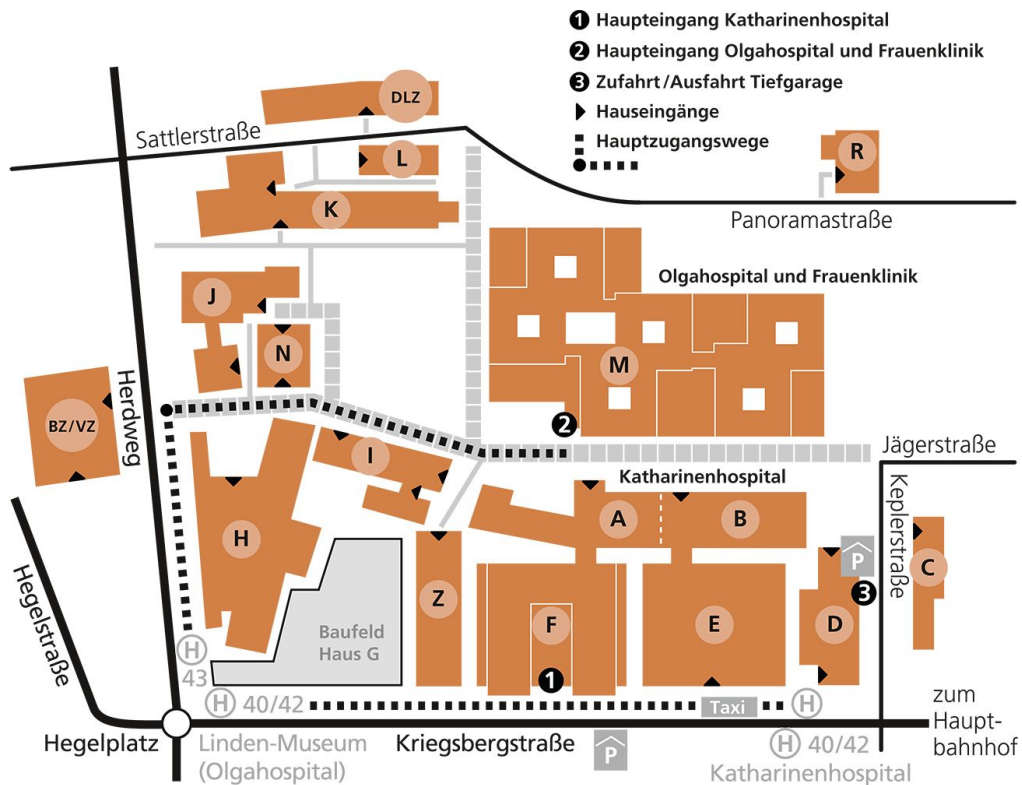 1 Haupteingang Katharinenhospital
2 Haupteingang Olgahospital und Frauenklinik
3 Zufahrt/Ausfahrt Tiefgarage
Hauseingänge
Hauptzugangswege
DLZ
Sattlerstraße
L
R
K
Panoramastraße
Olgahospital und Frauenklinik
J
N
M
Herdweg
BZ/VZ
2
I
Jägerstraße
Katharinenhospital
Keplerstraße
A
B
H
P
C
3
Hegelstraße
Z
F
E
D
Baufeld
Haus G
H
43
1
H 40/42
Taxi
H
zum
Haupt-
bahnhof
Hegelplatz
Linden-Museum
(Olgahospital)
Kriegsbergstraße
P
H 40/42
Katharinenhospital